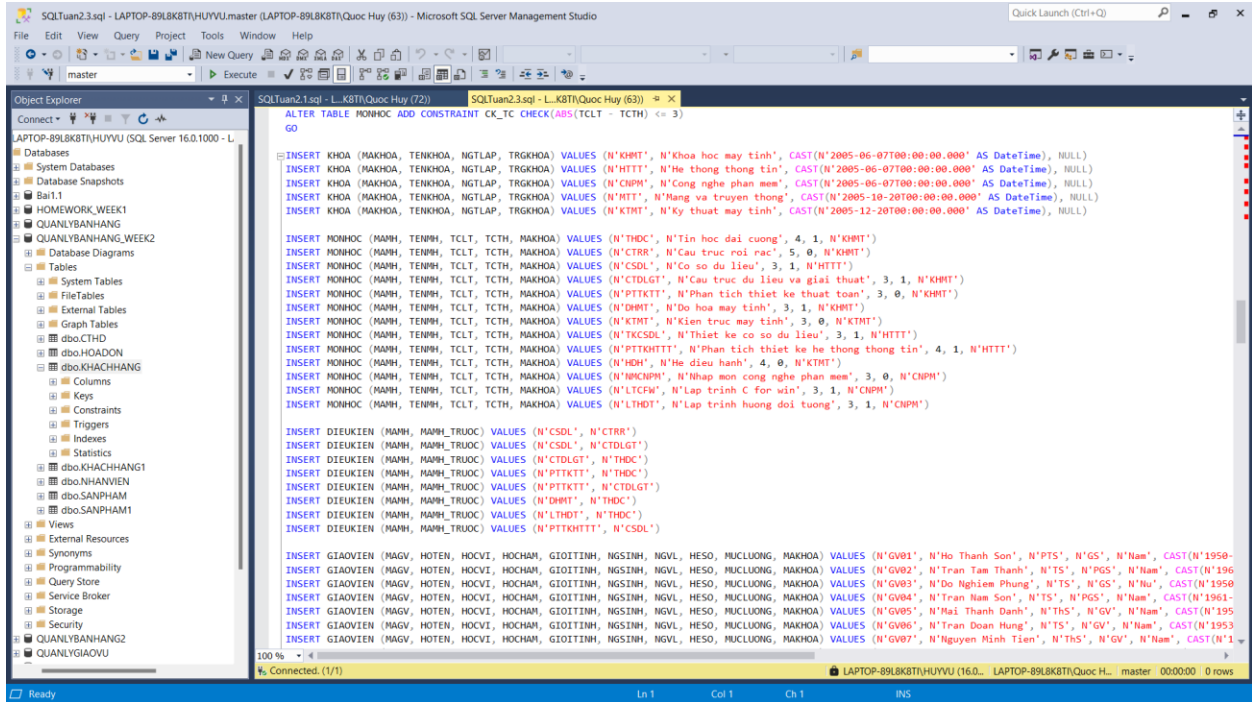 SQLTuan2.3.sql - LAPTOP-89L8K8TI\HUYVU.master (LAPTOP-89L8K8TI\Quoc Huy (63)) - Microsoft SQL Server Management Studio
Quick Launch (Ctrl+Q)
File Edit View Query Project Tools Window Help
New Query
master
Execute
Object Explorer
Connect
LAPTOP-89L8K8TI\HUYVU (SQL Server 16.0.1000 - L
Databases
System Databases
Database Snapshots
Bai1.1
HOMEWORK_WEEK1
QUANLYBANHANG
QUANLYBANHANG_WEEK2
Database Diagrams
Tables
System Tables
FileTables
External Tables
Graph Tables
dbo.CTHD
dbo.HOADON
dbo.KHACHHANG
Columns
Keys
Constraints
Triggers
Indexes
Statistics
dbo.KHACHHANG1
dbo.NHANVIEN
dbo.SANPHAM
dbo.SANPHAM1
Views
External Resources
Synonyms
Programmability
Query Store
Service Broker
Storage
Security
QUANLYBANHANG2
QUANLYGIAOVU
SQLTuan2.1.sql - L...K8TI\Quoc Huy (72))
SQLTuan2.3.sql - L...K8TI\Quoc Huy (63))
ALTER TABLE MONHOC ADD CONSTRAINT CK_TC CHECK(ABS(TCLT - TCTH) <= 3)
GO
INSERT KHOA (MAKHOA, TENKHOA, NGTLAP, TRGKHOA) VALUES (N'KHMT', N'Khoa hoc may tinh', CAST(N'2005-06-07T00:00:00.000' AS DateTime), NULL)
INSERT KHOA (MAKHOA, TENKHOA, NGTLAP, TRGKHOA) VALUES (N'HTTT', N'He thong thong tin', CAST(N'2005-06-07T00:00:00.000' AS DateTime), NULL)
INSERT KHOA (MAKHOA, TENKHOA, NGTLAP, TRGKHOA) VALUES (N'CNPM', N'Cong nghe phan mem', CAST(N'2005-06-07T00:00:00.000' AS DateTime), NULL)
INSERT KHOA (MAKHOA, TENKHOA, NGTLAP, TRGKHOA) VALUES (N'MTT', N'Mang va truyen thong', CAST(N'2005-10-20T00:00:00.000' AS DateTime), NULL)
INSERT KHOA (MAKHOA, TENKHOA, NGTLAP, TRGKHOA) VALUES (N'KTMT', N'Ky thuat may tinh', CAST(N'2005-12-20T00:00:00.000' AS DateTime), NULL)
INSERT MONHOC (MAMH, TENMH, TCLT, TCTH, MAKHOA) VALUES (N'THDC', N'Tin hoc dai cuong', 4, 1, N'KHMT')
INSERT MONHOC (MAMH, TENMH, TCLT, TCTH, MAKHOA) VALUES (N'CTRR', N'Cau truc roi rac', 5, 0, N'KHMT')
INSERT MONHOC (MAMH, TENMH, TCLT, TCTH, MAKHOA) VALUES (N'CSDL', N'Co so du lieu', 3, 1, N'HTTT')
INSERT MONHOC (MAMH, TENMH, TCLT, TCTH, MAKHOA) VALUES (N'CTDLGT', N'Cau truc du lieu va giai thuat', 3, 1, N'KHMT')
INSERT MONHOC (MAMH, TENMH, TCLT, TCTH, MAKHOA) VALUES (N'PTTKTT', N'Phan tich thiet ke thuat toan', 3, 0, N'KHMT')
INSERT MONHOC (MAMH, TENMH, TCLT, TCTH, MAKHOA) VALUES (N'DHMT', N'Do hoa may tinh', 3, 1, N'KHMT')
INSERT MONHOC (MAMH, TENMH, TCLT, TCTH, MAKHOA) VALUES (N'KTMT', N'Kien truc may tinh', 3, 0, N'KTMT')
INSERT MONHOC (MAMH, TENMH, TCLT, TCTH, MAKHOA) VALUES (N'TKCSDL', N'Thiet ke co so du lieu', 3, 1, N'HTTT')
INSERT MONHOC (MAMH, TENMH, TCLT, TCTH, MAKHOA) VALUES (N'PTTKHTTT', N'Phan tich thiet ke he thong thong tin', 4, 1, N'HTTT')
INSERT MONHOC (MAMH, TENMH, TCLT, TCTH, MAKHOA) VALUES (N'HDH', N'He dieu hanh', 4, 0, N'KTMT')
INSERT MONHOC (MAMH, TENMH, TCLT, TCTH, MAKHOA) VALUES (N'NMCNPM', N'Nhap mon cong nghe phan mem', 3, 0, N'CNPM')
INSERT MONHOC (MAMH, TENMH, TCLT, TCTH, MAKHOA) VALUES (N'LTCFW', N'Lap trinh C for win', 3, 1, N'CNPM')
INSERT MONHOC (MAMH, TENMH, TCLT, TCTH, MAKHOA) VALUES (N'LTHDT', N'Lap trinh huong doi tuong', 3, 1, N'CNPM')
INSERT DIEUKIEN (MAMH, MAMH_TRUOC) VALUES (N'CSDL', N'CTRR')
INSERT DIEUKIEN (MAMH, MAMH_TRUOC) VALUES (N'CSDL', N'CTDLGT')
INSERT DIEUKIEN (MAMH, MAMH_TRUOC) VALUES (N'CTDLGT', N'THDC')
INSERT DIEUKIEN (MAMH, MAMH_TRUOC) VALUES (N'PTTKTT', N'THDC')
INSERT DIEUKIEN (MAMH, MAMH_TRUOC) VALUES (N'PTTKTT', N'CTDLGT')
INSERT DIEUKIEN (MAMH, MAMH_TRUOC) VALUES (N'DHMT', N'THDC')
INSERT DIEUKIEN (MAMH, MAMH_TRUOC) VALUES (N'LTHDT', N'THDC')
INSERT DIEUKIEN (MAMH, MAMH_TRUOC) VALUES (N'PTTKHTTT', N'CSDL')
INSERT GIAOVIEN (MAGV, HOTEN, HOCVI, HOCHAM, GIOITINH, NGSINH, NGVL, HESO, MUCLUONG, MAKHOA) VALUES (N'GV01', N'Ho Thanh Son', N'PTS', N'GS', N'Nam', CAST(N'1950-
INSERT GIAOVIEN (MAGV, HOTEN, HOCVI, HOCHAM, GIOITINH, NGSINH, NGVL, HESO, MUCLUONG, MAKHOA) VALUES (N'GV02', N'Tran Tam Thanh', N'TS', N'PGS', N'Nam', CAST(N'196
INSERT GIAOVIEN (MAGV, HOTEN, HOCVI, HOCHAM, GIOITINH, NGSINH, NGVL, HESO, MUCLUONG, MAKHOA) VALUES (N'GV03', N'Do Nghiem Phung', N'TS', N'GS', N'Nu', CAST(N'1950
INSERT GIAOVIEN (MAGV, HOTEN, HOCVI, HOCHAM, GIOITINH, NGSINH, NGVL, HESO, MUCLUONG, MAKHOA) VALUES (N'GV04', N'Tran Nam Son', N'TS', N'PGS', N'Nam', CAST(N'1961-
INSERT GIAOVIEN (MAGV, HOTEN, HOCVI, HOCHAM, GIOITINH, NGSINH, NGVL, HESO, MUCLUONG, MAKHOA) VALUES (N'GV05', N'Mai Thanh Danh', N'ThS', N'GV', N'Nam', CAST(N'195
INSERT GIAOVIEN (MAGV, HOTEN, HOCVI, HOCHAM, GIOITINH, NGSINH, NGVL, HESO, MUCLUONG, MAKHOA) VALUES (N'GV06', N'Tran Doan Hung', N'TS', N'GV', N'Nam', CAST(N'1953
INSERT GIAOVIEN (MAGV, HOTEN, HOCVI, HOCHAM, GIOITINH, NGSINH, NGVL, HESO, MUCLUONG, MAKHOA) VALUES (N'GV07', N'Nguyen Minh Tien', N'ThS', N'GV', N'Nam', CAST(N'1
100 %
Connected. (1/1)
LAPTOP-89L8K8TI\HUYVU (16.0... LAPTOP-89L8K8TI\Quoc H... master 00:00:00 0 rows
Ready
Ln 1 Col 1 Ch 1 INS